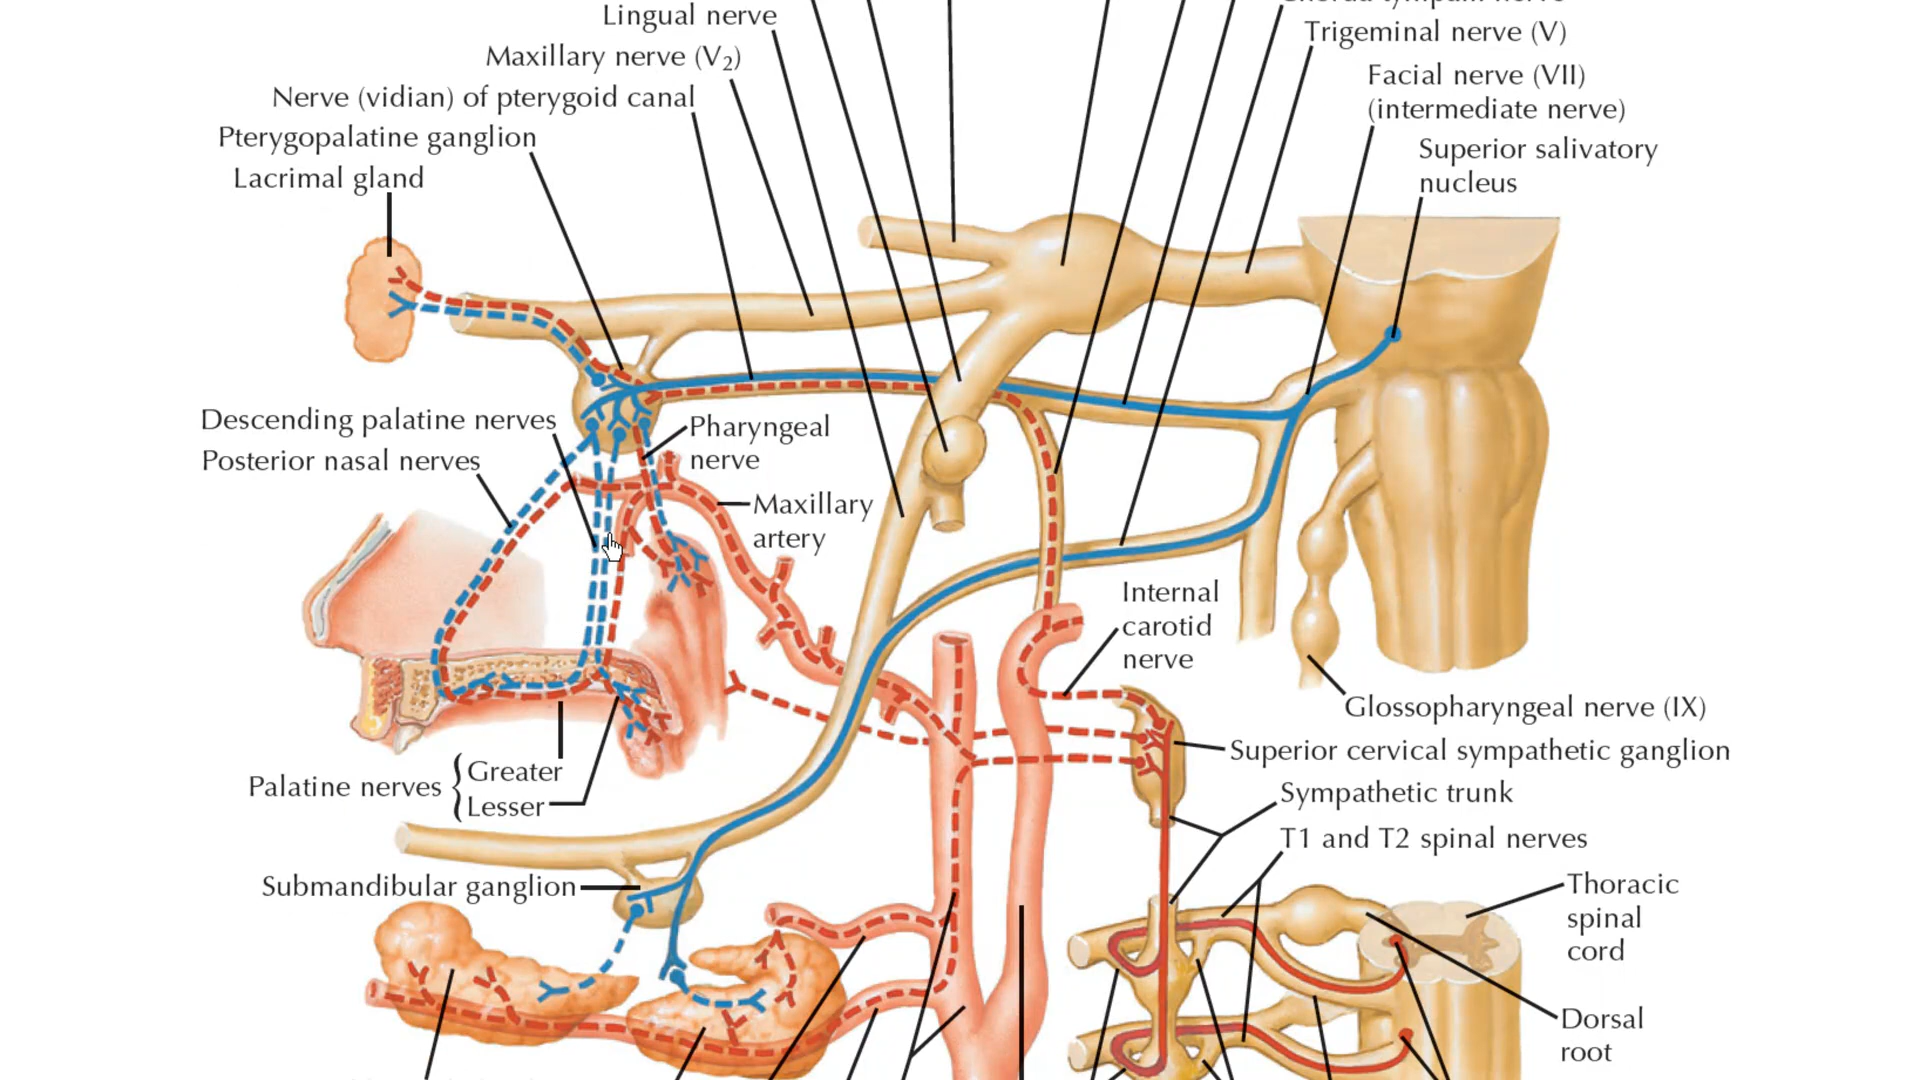 Lingual nerve
Maxillary nerve (V2)
Nerve (vidian) of pterygoid canal
Pterygopalatine ganglion
Lacrimal gland
Trigeminal nerve (V)
Facial nerve (VII)
(intermediate nerve)
Superior salivatory
nucleus
Descending palatine nerves
Posterior nasal nerves
Pharyngeal
nerve
Maxillary
artery
Internal
carotid
nerve
Glossopharyngeal nerve (IX)
Superior cervical sympathetic ganglion
Sympathetic trunk
T1 and T2 spinal nerves
Thoracic
spinal
cord
Dorsal
root
Palatine nerves
Greater
Lesser
Submandibular ganglion